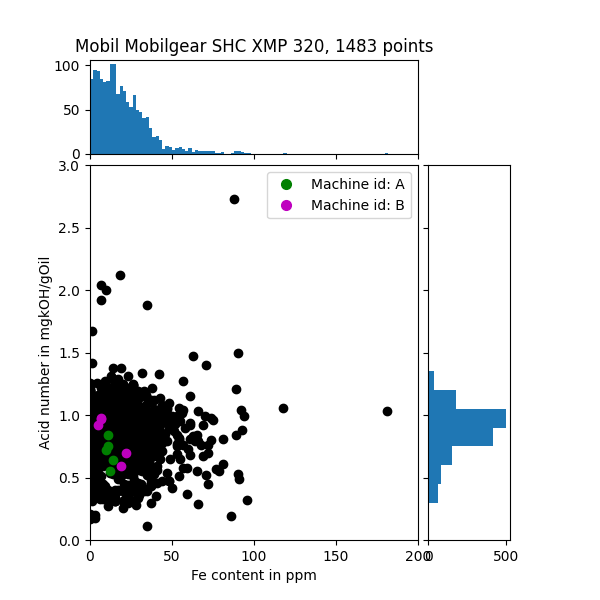 Mobil Mobilgear SHC XMP 320, 1483 points
100
50
0
3.0
2.5
2.0
1.5
1.0
0.5
0.0
Acid number in mgkOH/gOil
Machine id: A
Machine id: B
0 50 100 150 200
0 500
Fe content in ppm